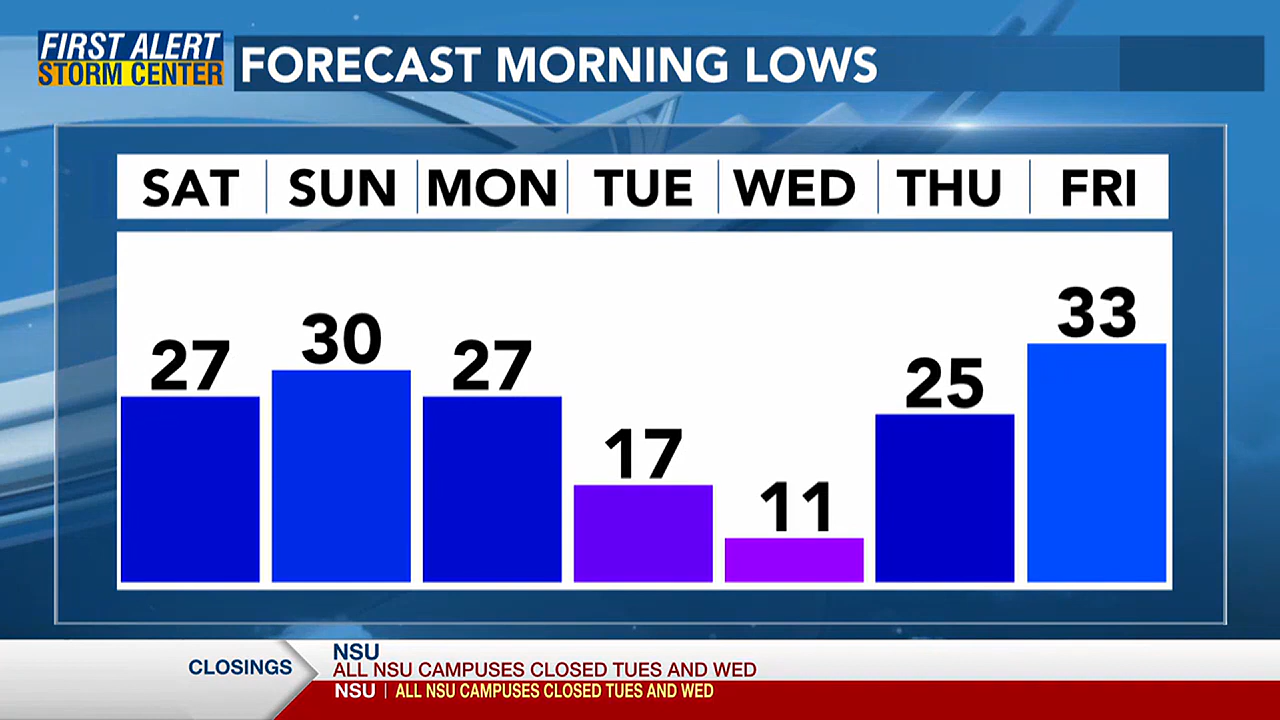 FIRST ALERT
STORM CENTER
FORECAST MORNING LOWS
SAT SUN MON TUE WED THU FRI
27 30 27 17 11 25 33
CLOSINGS
NSU
ALL NSU CAMPUSES CLOSED TUES AND WED
NSU | ALL NSU CAMPUSES CLOSED TUES AND WED